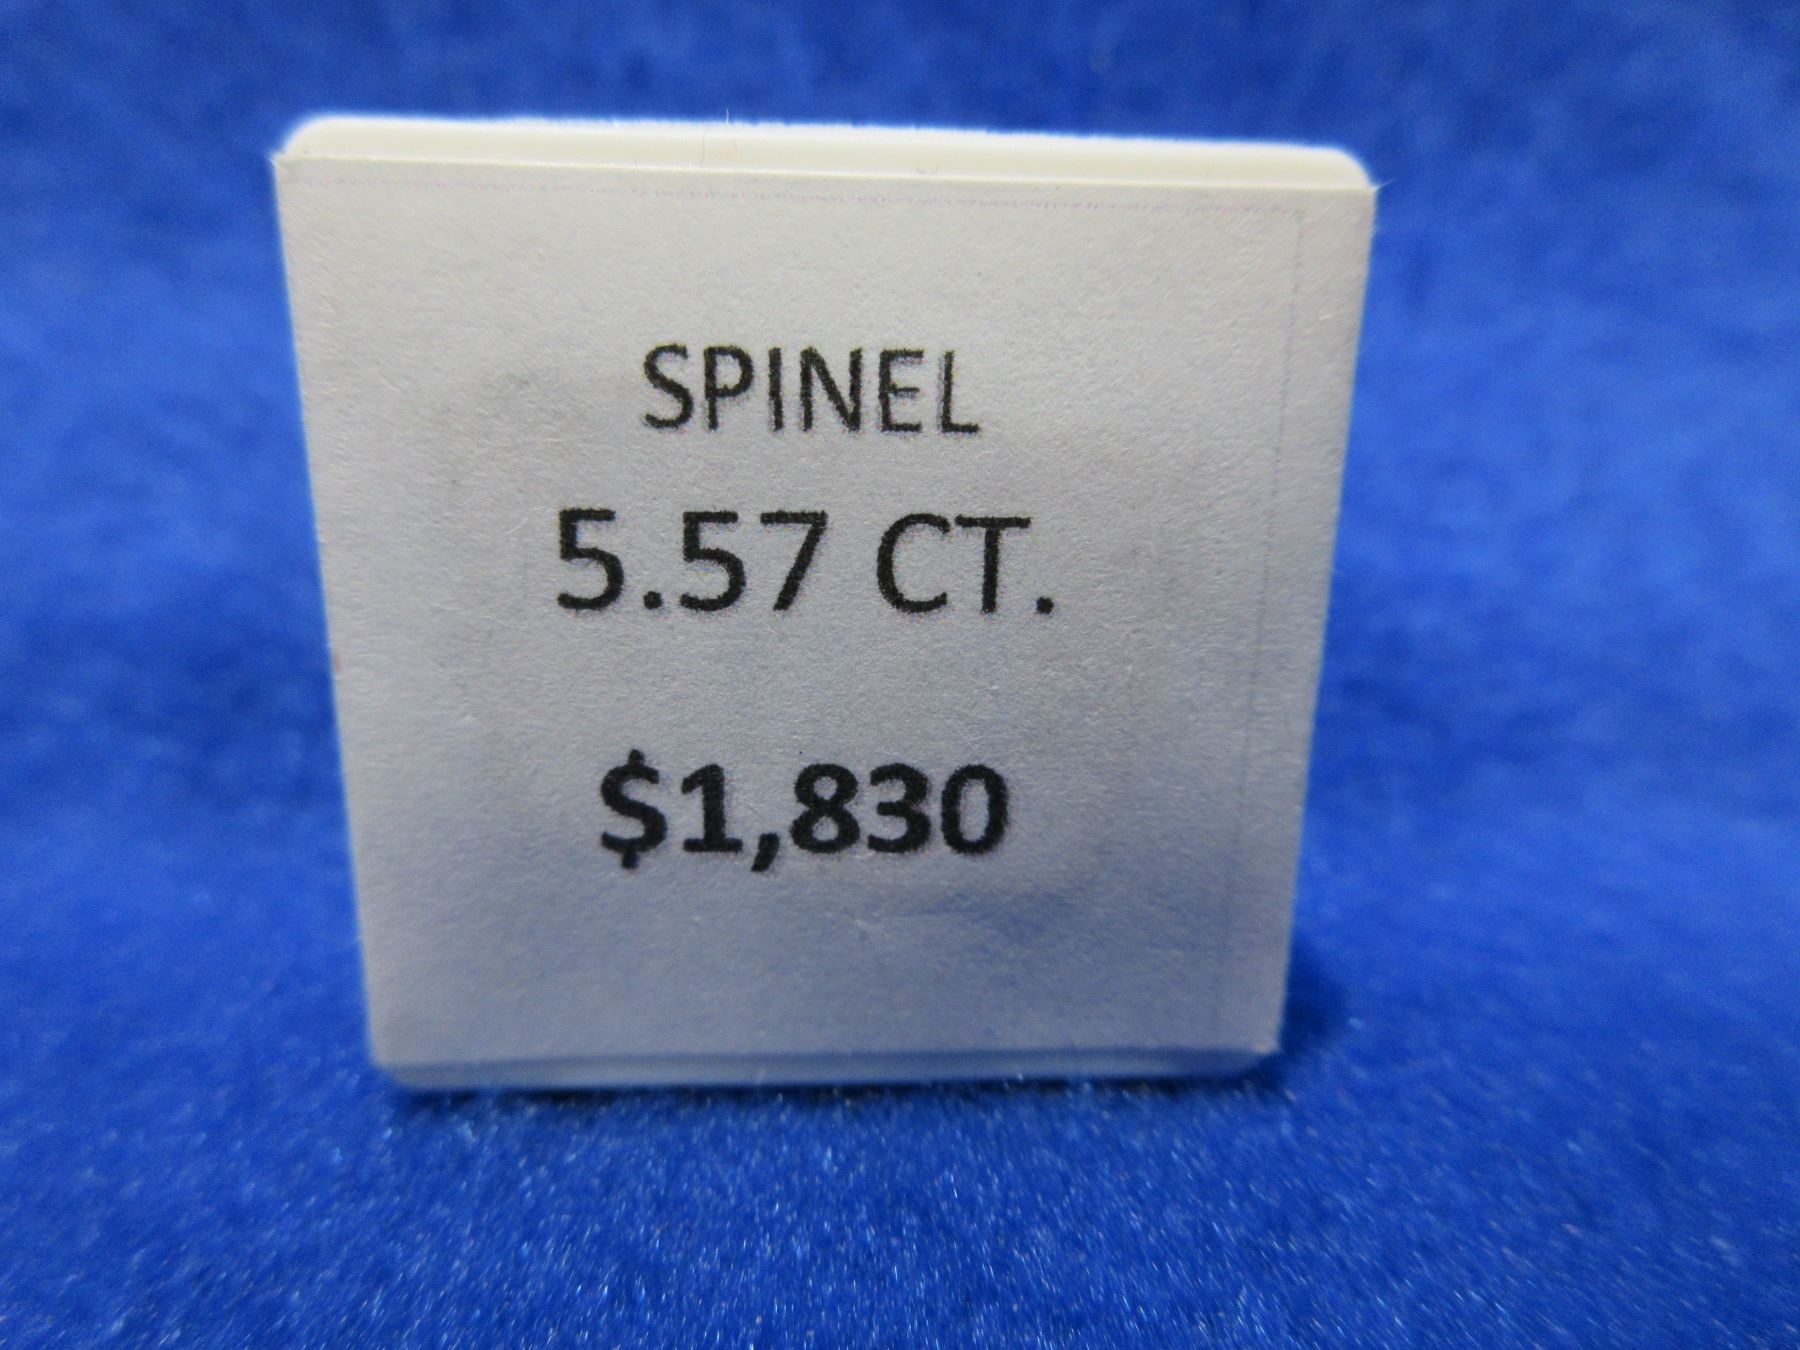 SPINEL
5.57 CT.
$1,830